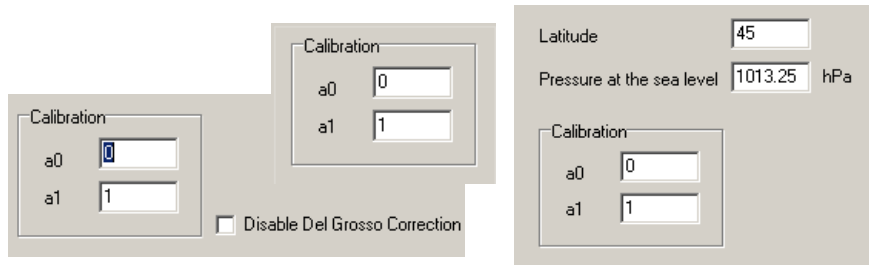 Calibration
a0 0
a1 1
Disable Del Grosso Correction
Calibration
a0 0
a1 1
Latitude 45
Pressure at the sea level 1013.25 hPa
Calibration
a0 0
a1 1